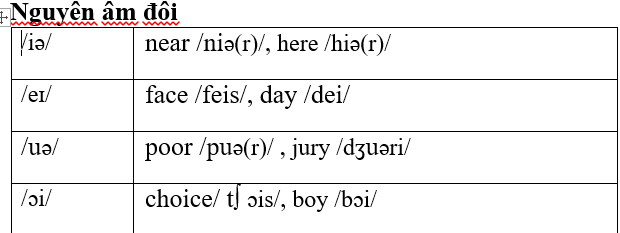 Nguyên âm đôi
/iə/ near /niə(r)/, here /hiə(r)/
/eɪ/ face /feis/, day /dei/
/uə/ poor /puə(r)/ , jury /dʒuəri/
/ɔi/ choice/ tʃ ɔis/, boy /bɔi/